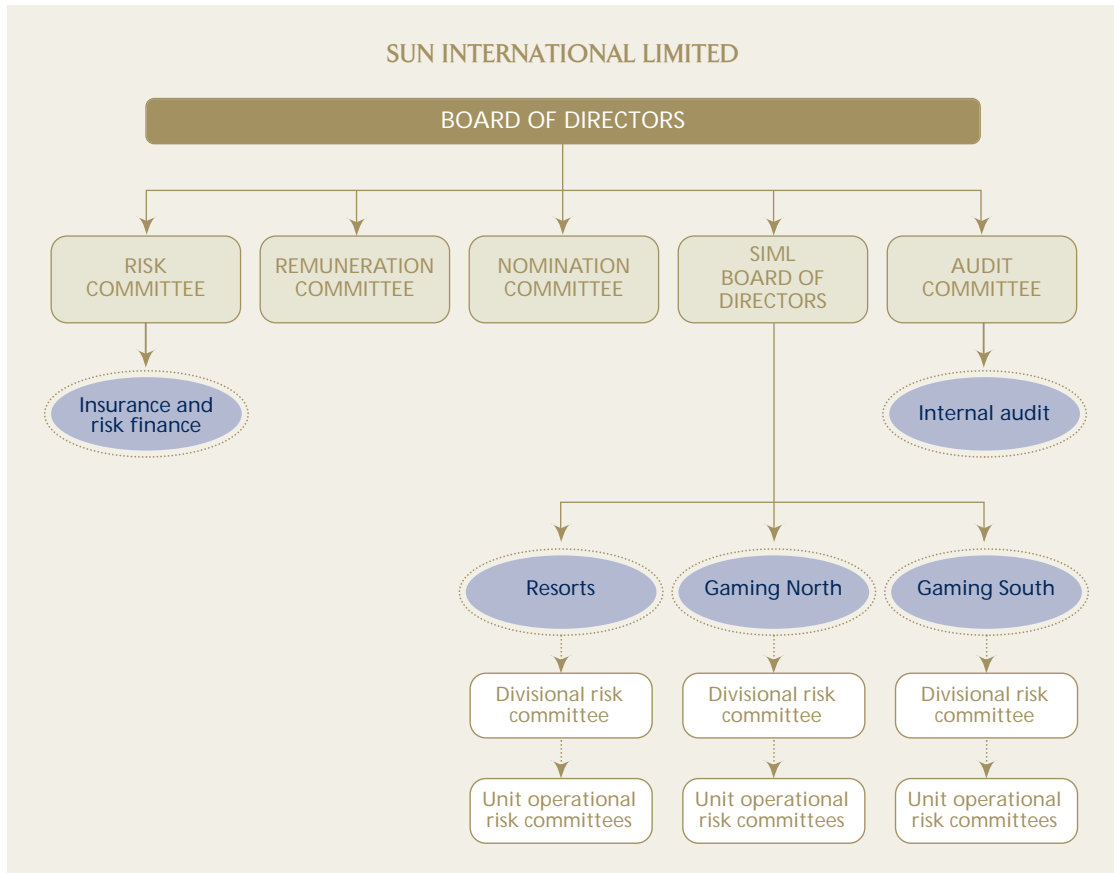 SUN INTERNATIONAL LIMITED
BOARD OF DIRECTORS
RISK
COMMITTEE
REMUNERATION
COMMITTEE
NOMINATION
COMMITTEE
SIML
BOARD OF
DIRECTORS
AUDIT
COMMITTEE
Insurance and
risk finance
Internal audit
Resorts
Gaming North
Gaming South
Divisional risk
committee
Divisional risk
committee
Divisional risk
committee
Unit operational
risk committees
Unit operational
risk committees
Unit operational
risk committees